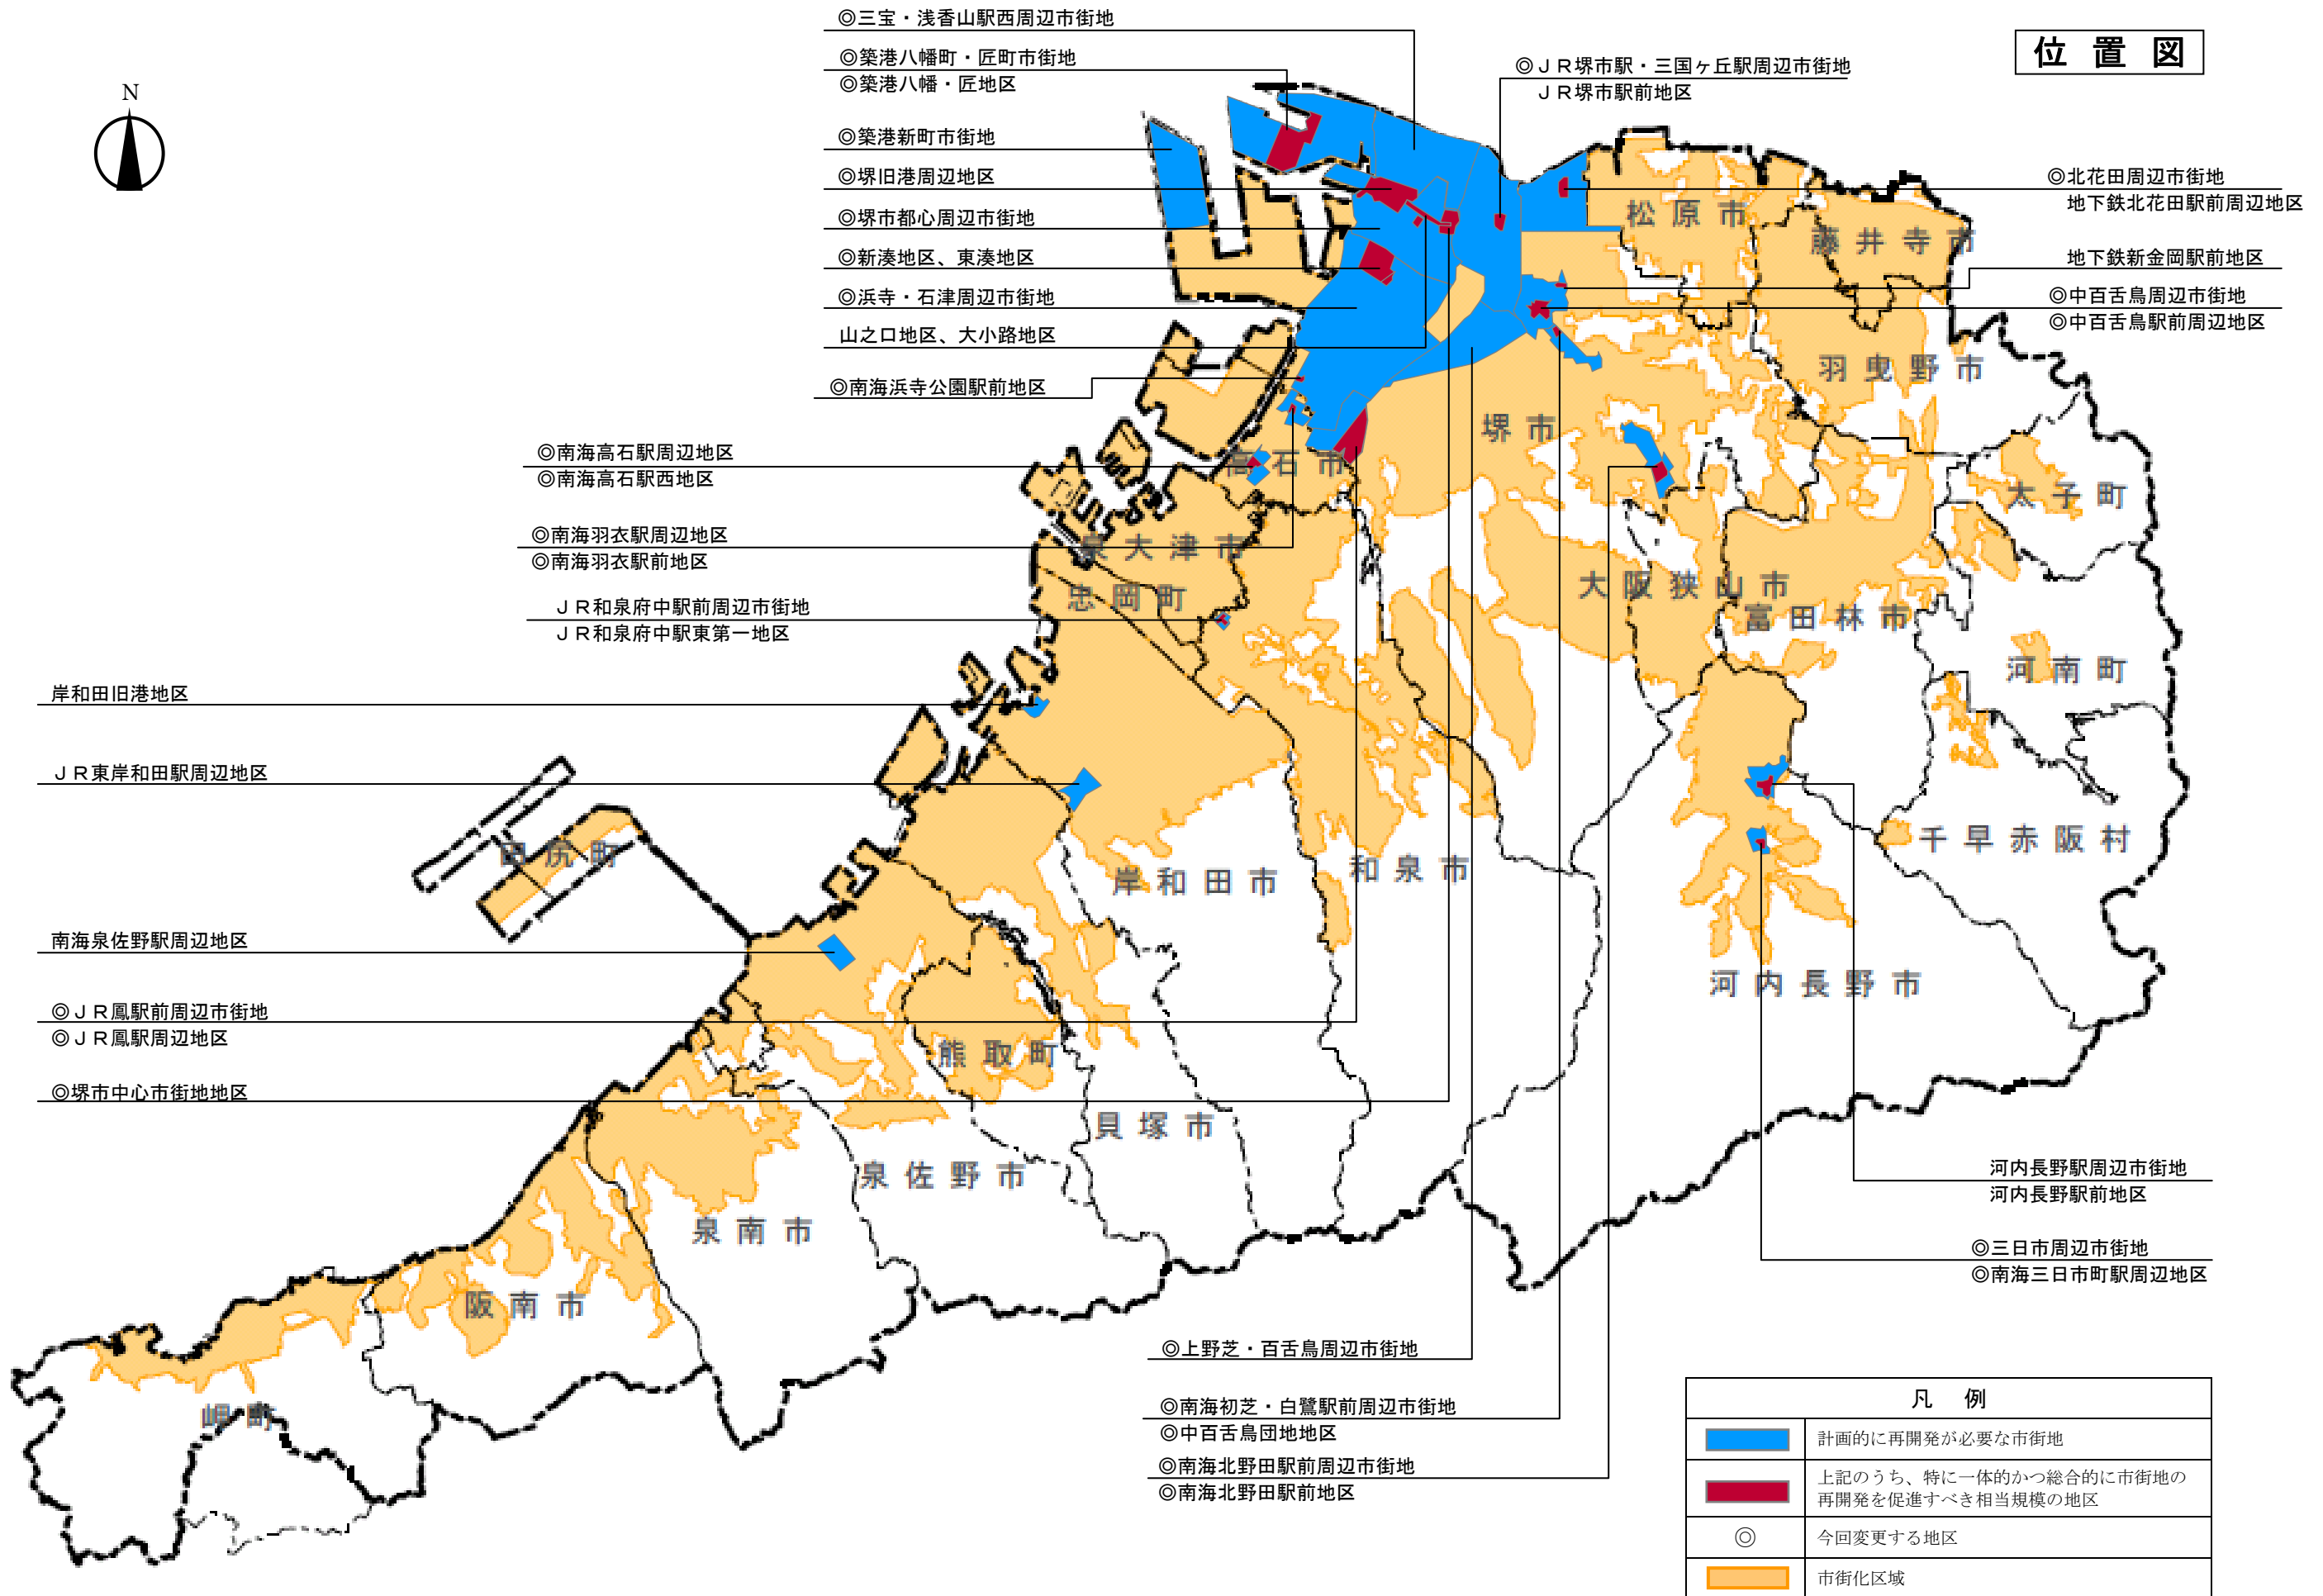 位置図
N
◎三宝・浅香山駅西周辺市街地
◎築港八幡町・匠町市街地
◎築港八幡・匠地区
◎築港新町市街地
◎堺旧港周辺地区
◎堺市都心周辺市街地
◎新湊地区、東湊地区
◎浜寺・石津周辺市街地
山之口地区、大小路地区
◎南海浜寺公園駅前地区
◎ＪＲ堺市駅・三国ヶ丘駅周辺市街地
ＪＲ堺市駅前地区
◎北花田周辺市街地
地下鉄北花田駅前周辺地区
地下鉄新金岡駅前地区
◎中百舌鳥周辺市街地
◎中百舌鳥駅前周辺地区
◎南海高石駅周辺地区
◎南海高石駅西地区
◎南海羽衣駅周辺地区
◎南海羽衣駅前地区
ＪＲ和泉府中駅前周辺市街地
ＪＲ和泉府中駅東第一地区
岸和田旧港地区
ＪＲ東岸和田駅周辺地区
南海泉佐野駅周辺地区
◎ＪＲ鳳駅前周辺市街地
◎ＪＲ鳳駅周辺地区
◎堺市中心市街地地区
松原市
藤井寺市
羽曳野市
堺市
高石市
太子町
泉大津市
忠岡町
大阪狭山市
富田林市
河南町
千早赤阪村
田尻町
岸和田市
和泉市
河内長野市
熊取町
貝塚市
泉佐野市
泉南市
阪南市
岬町
河内長野駅周辺市街地
河内長野駅前地区
◎三日市周辺市街地
◎南海三日市町駅周辺地区
◎上野芝・百舌鳥周辺市街地
◎南海初芝・白鷺駅前周辺市街地
◎中百舌鳥団地地区
◎南海北野田駅前周辺市街地
◎南海北野田駅前地区
凡例
計画的に再開発が必要な市街地
上記のうち、特に一体的かつ総合的に市街地の
再開発を促進すべき相当規模の地区
◎ 今回変更する地区
市街化区域